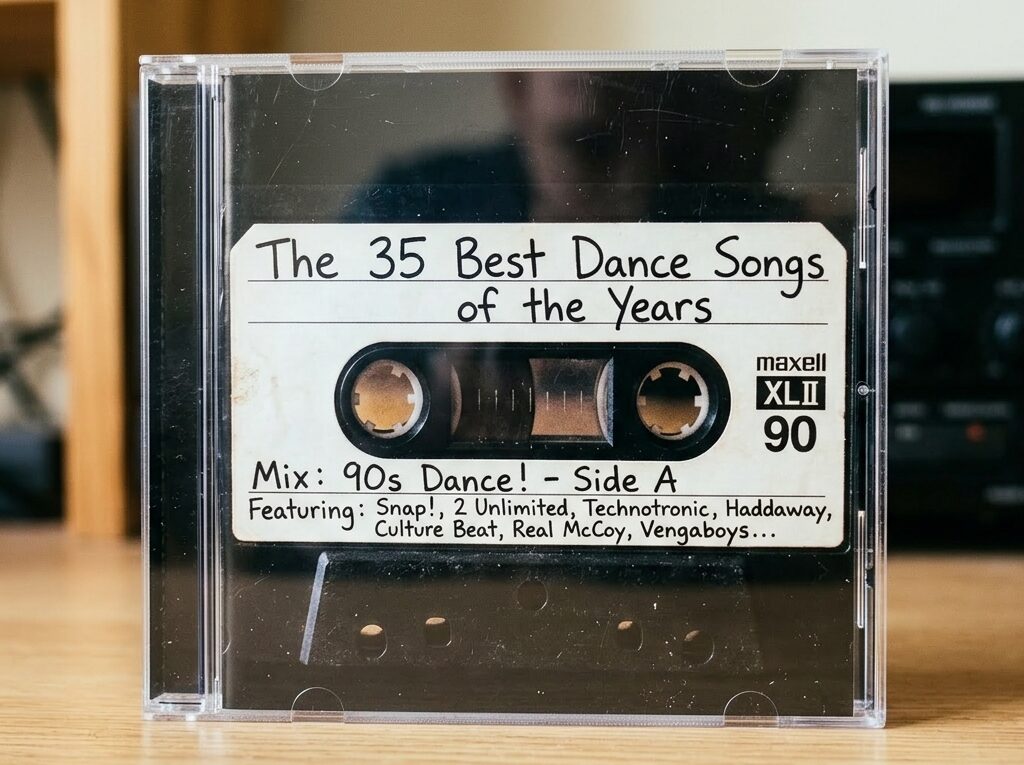 The 35 Best Dance Songs
of the Years
maxell
XLII
90
Mix: 90s Dance! - Side A
Featuring: Snap!, 2 Unlimited, Technotronic, Haddaway,
Culture Beat, Real McCoy, Vengaboys...